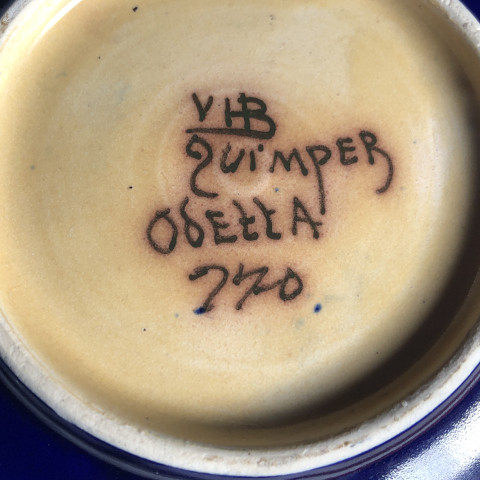 VHB
QUiMPER
ODEttA
770